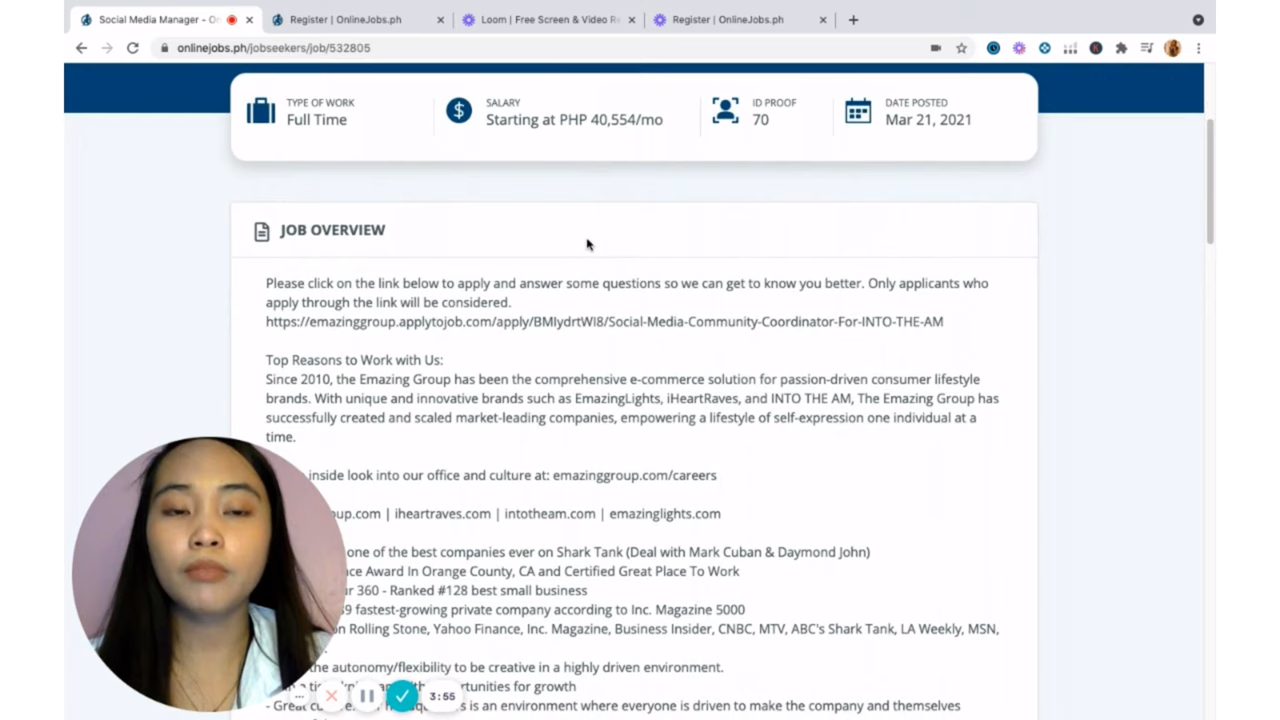 Social Media Manager - On
Register | OnlineJobs.ph
Loom | Free Screen & Video Re
Register | OnlineJobs.ph
onlinejobs.ph/jobseekers/job/532805
TYPE OF WORK
Full Time
SALARY
Starting at PHP 40,554/mo
ID PROOF
70
DATE POSTED
Mar 21, 2021
JOB OVERVIEW
Please click on the link below to apply and answer some questions so we can get to know you better. Only applicants who
apply through the link will be considered.
https://emazinggroup.applytojob.com/apply/BMIydrtWI8/Social-Media-Community-Coordinator-For-INTO-THE-AM
Top Reasons to Work with Us:
Since 2010, the Emazing Group has been the comprehensive e-commerce solution for passion-driven consumer lifestyle
brands. With unique and innovative brands such as EmazingLights, iHeartRaves, and INTO THE AM, The Emazing Group has
successfully created and scaled market-leading companies, empowering a lifestyle of self-expression one individual at a
time.
inside look into our office and culture at: emazinggroup.com/careers
up.com | iheartraves.com | intotheam.com | emazinglights.com
one of the best companies ever on Shark Tank (Deal with Mark Cuban & Daymond John)
ce Award In Orange County, CA and Certified Great Place To Work
360 - Ranked #128 best small business
fastest-growing private company according to Inc. Magazine 5000
on Rolling Stone, Yahoo Finance, Inc. Magazine, Business Insider, CNBC, MTV, ABC's Shark Tank, LA Weekly, MSN,
the autonomy/flexibility to be creative in a highly driven environment.
for growth
3:55
- Great is an environment where everyone is driven to make the company and themselves